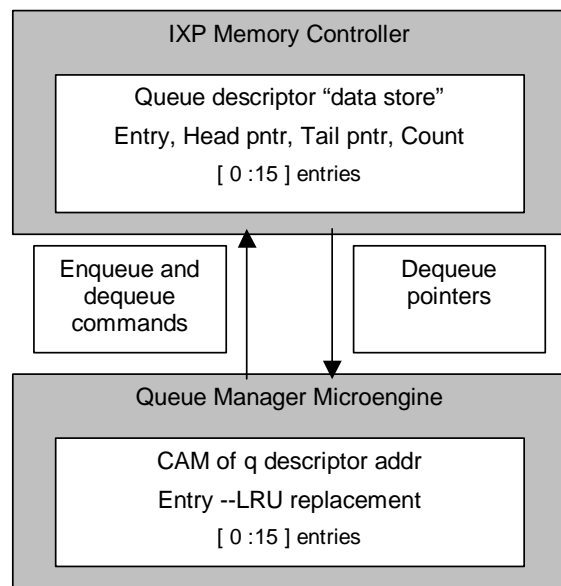 IXP Memory Controller
Queue descriptor “data store”
Entry, Head pntr, Tail pntr, Count
[ 0 :15 ] entries
Enqueue and
dequeue
commands
Dequeue
pointers
Queue Manager Microengine
CAM of q descriptor addr
Entry --LRU replacement
[ 0 :15 ] entries